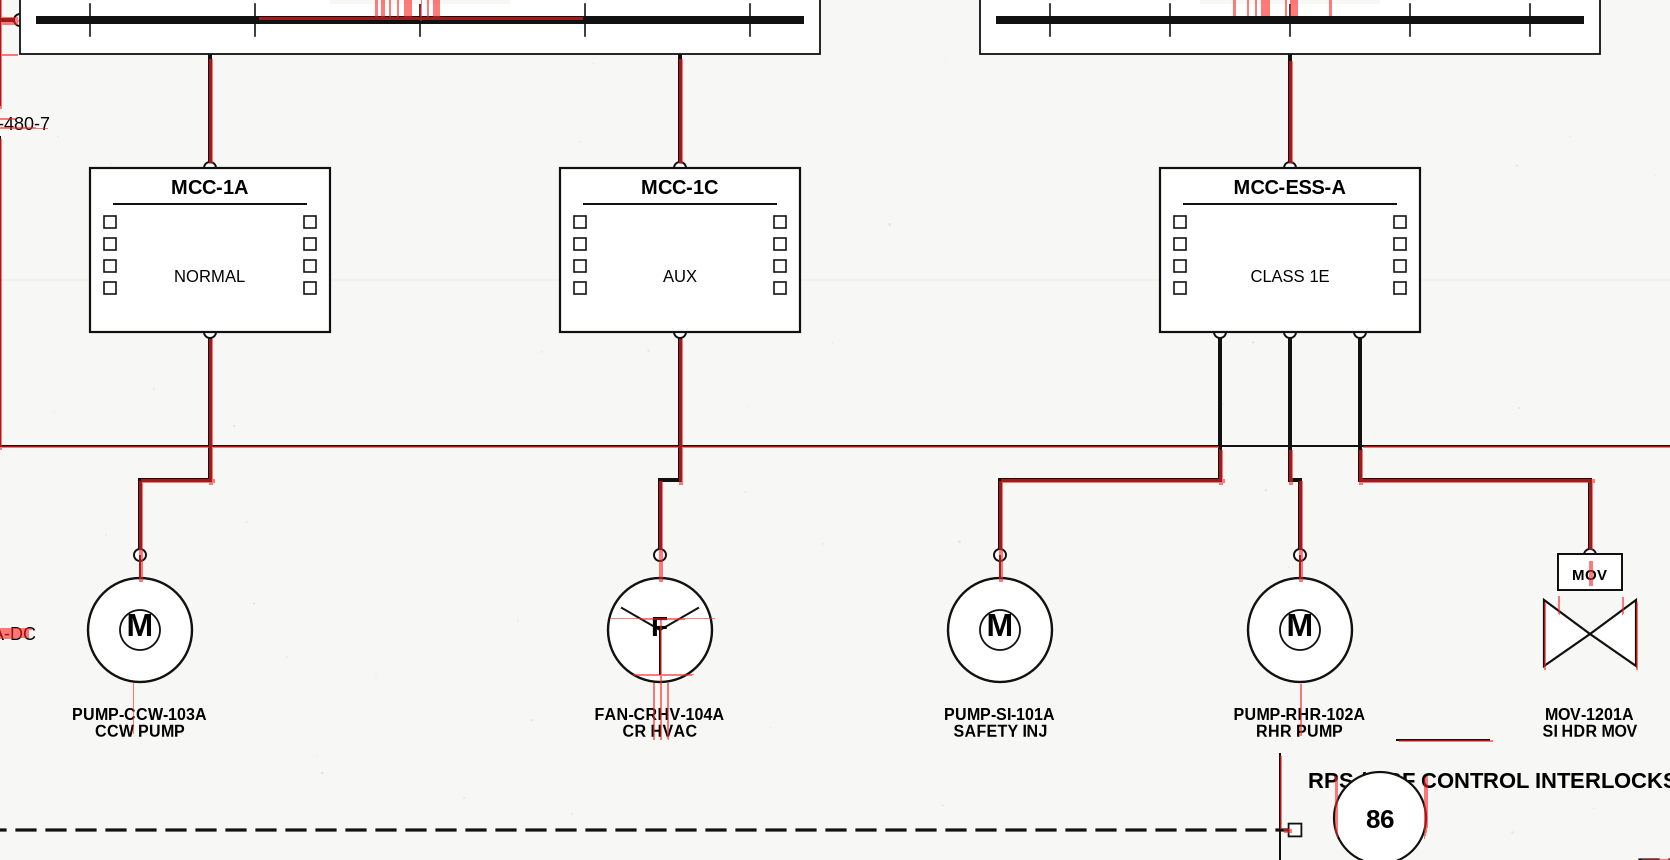 -480-7
MCC-1A
MCC-1C
MCC-ESS-A
NORMAL
AUX
CLASS 1E
MOV
M
F
M
M
-DC
PUMP-CCW-103A
CCW PUMP
FAN-CRHV-104A
CR HVAC
PUMP-SI-101A
SAFETY INJ
PUMP-RHR-102A
RHR PUMP
MOV-1201A
SI HDR MOV
RPS CONTROL INTERLOCKS
86